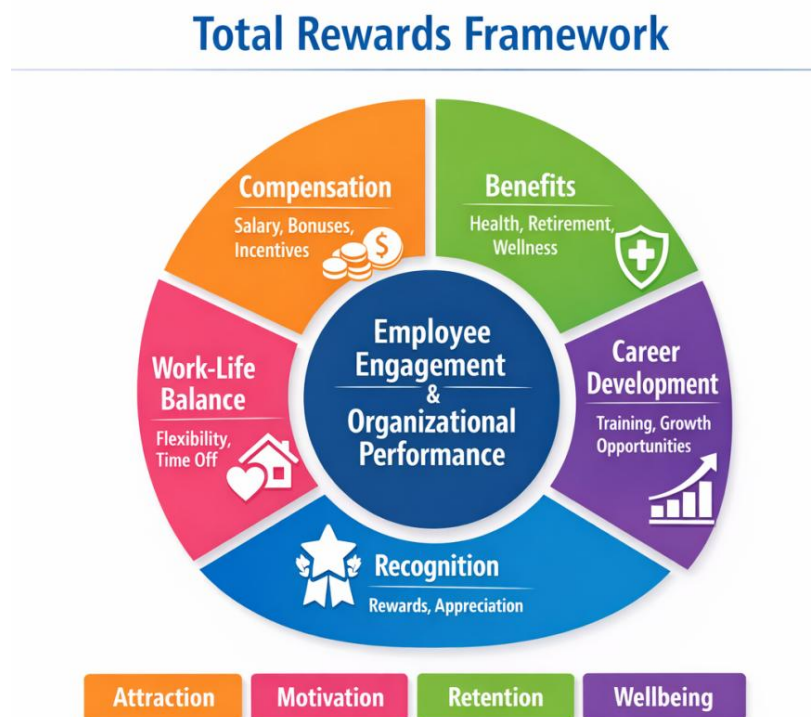 Total Rewards Framework
Compensation
Salary, Bonuses,
Incentives
$
Benefits
Health, Retirement,
Wellness
Work-Life
Balance
Flexibility,
Time Off
Employee
Engagement
&
Organizational
Performance
Career
Development
Training, Growth
Opportunities
Recognition
Rewards, Appreciation
Attraction
Motivation
Retention
Wellbeing